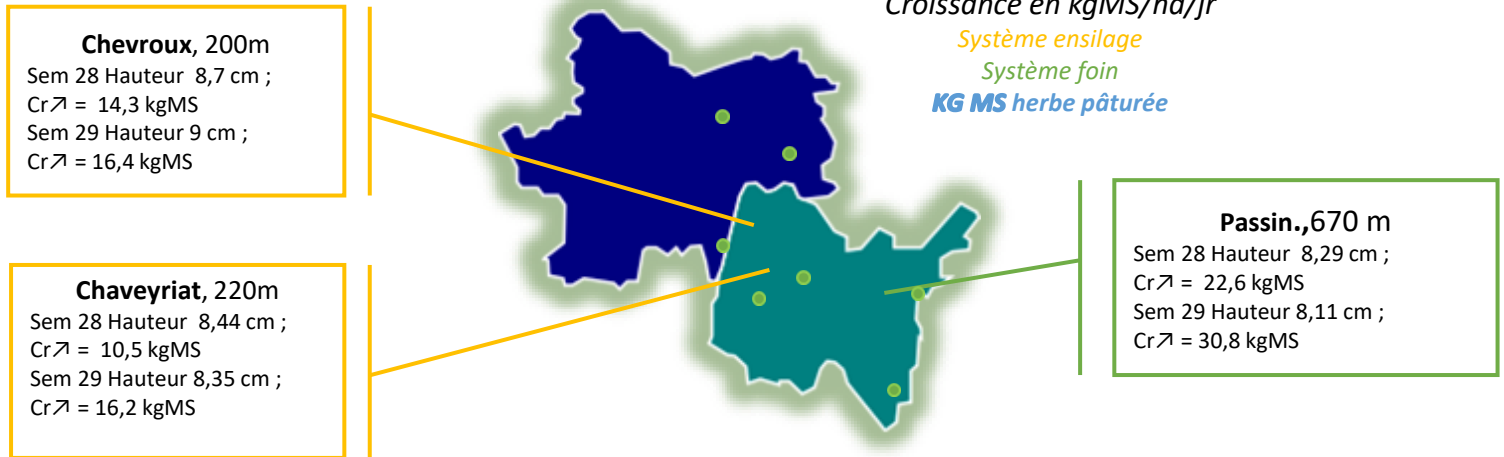 Croissance en kgMS/ha/jr
Système ensilage
Système foin
KG MS herbe pâturée
Chevroux, 200m
Sem 28 Hauteur 8,7 cm ;
Cr↗ = 14,3 kgMS
Sem 29 Hauteur 9 cm ;
Cr↗ = 16,4 kgMS
Chaveyriat, 220m
Sem 28 Hauteur 8,44 cm ;
Cr↗ = 10,5 kgMS
Sem 29 Hauteur 8,35 cm ;
Cr↗ = 16,2 kgMS
Passin.,670 m
Sem 28 Hauteur 8,29 cm ;
Cr↗ = 22,6 kgMS
Sem 29 Hauteur 8,11 cm ;
Cr↗ = 30,8 kgMS